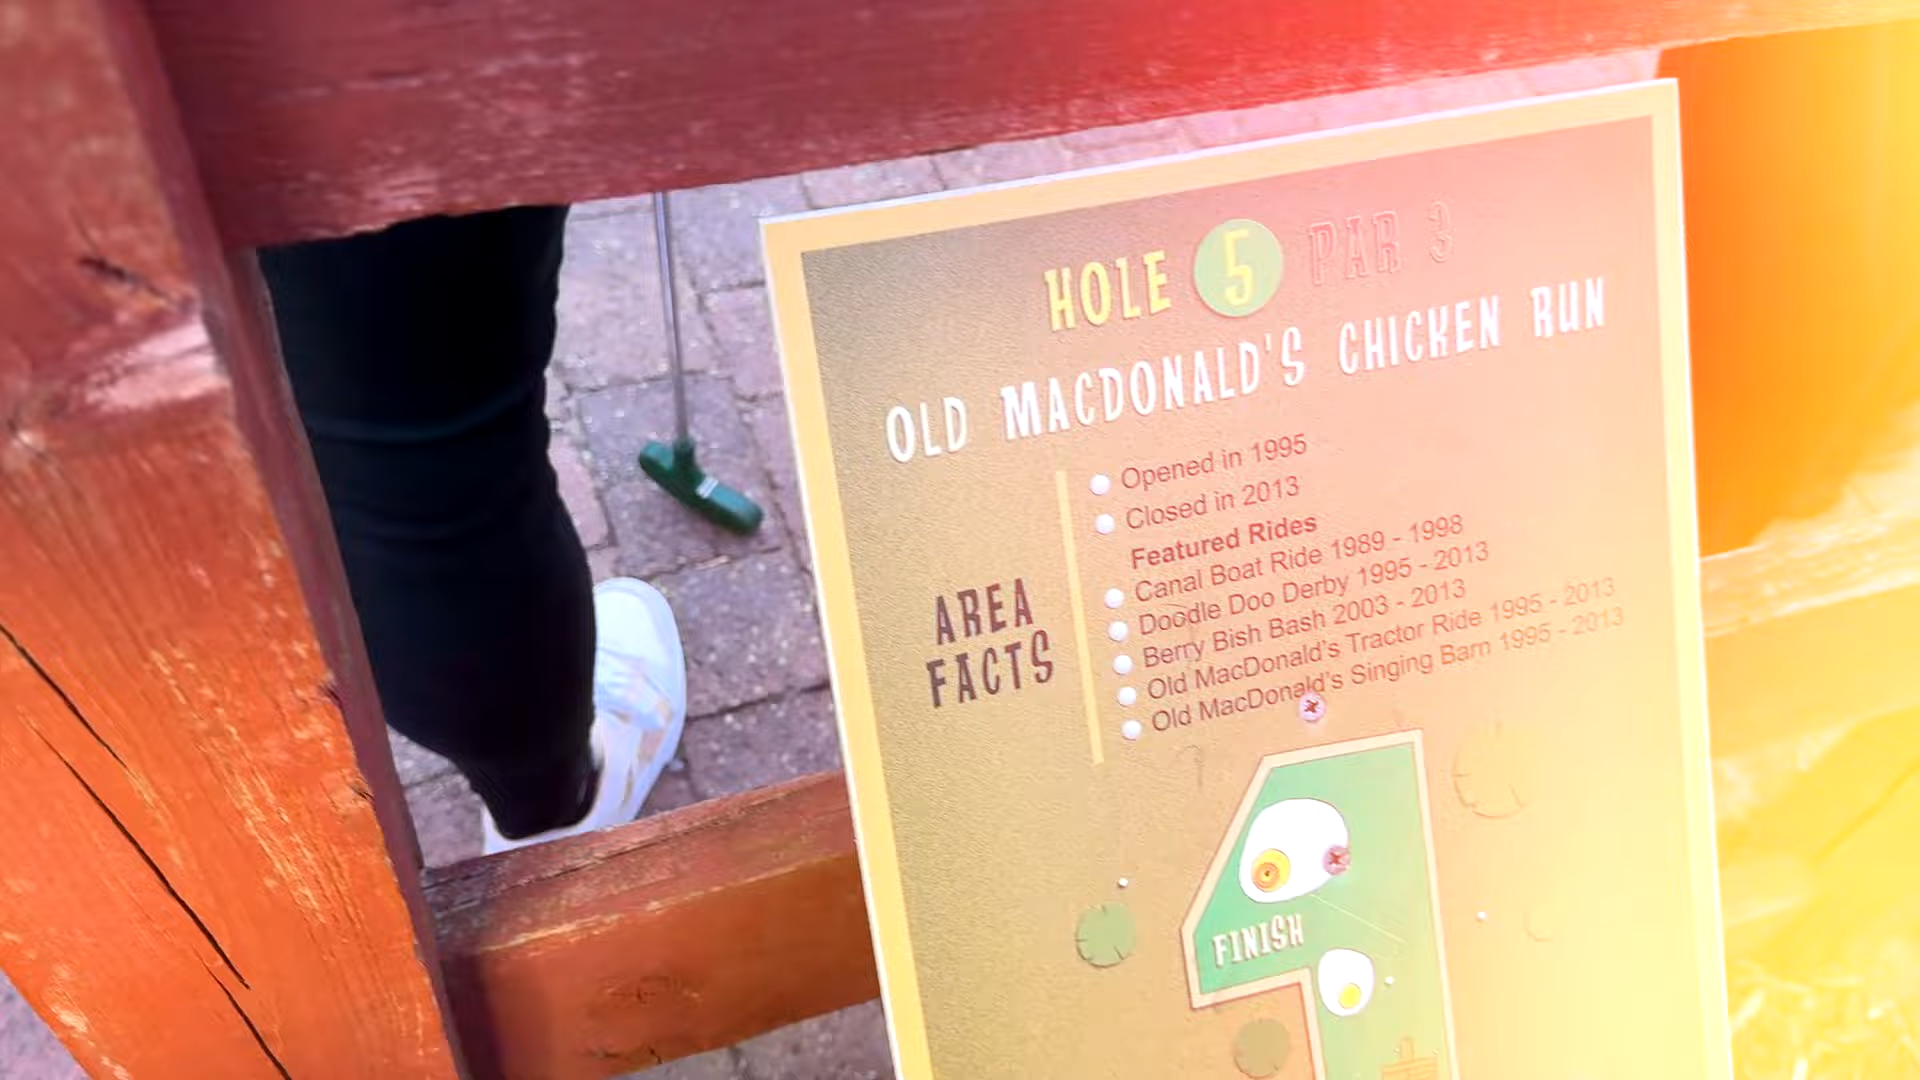 HOLE 5 PAR 3
OLD MACDONALD'S CHICKEN RUN
AREA
FACTS
Opened in 1995
Closed in 2013
Featured Rides
Canal Boat Ride 1989 - 1998
Doodle Doo Derby 1995 - 2013
Berry Bish Bash 2003 - 2013
Old MacDonald's Tractor Ride 1995 - 2013
Old MacDonald's Singing Barn 1995 - 2013
FINISH